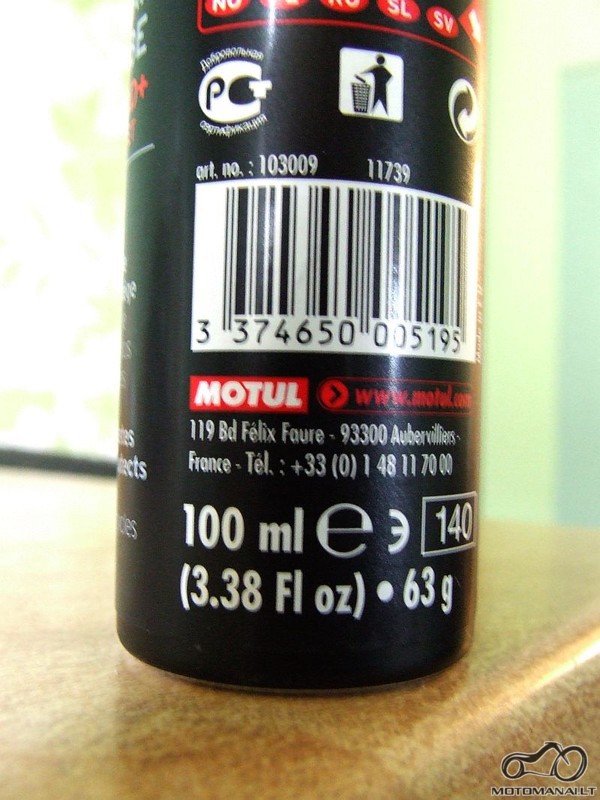 NO RO SL SV
Добровольная
РСТ
сертификация
art. no. : 103009 11739
3 374650 005195
MOTUL www.motul.com
119 Bd Félix Faure - 93300 Aubervilliers -
France - Tél. : +33 (0) 1 48 11 70 00
100 ml ℮ э 140
(3.38 Fl oz) • 63 g
MOTOMANAI.LT